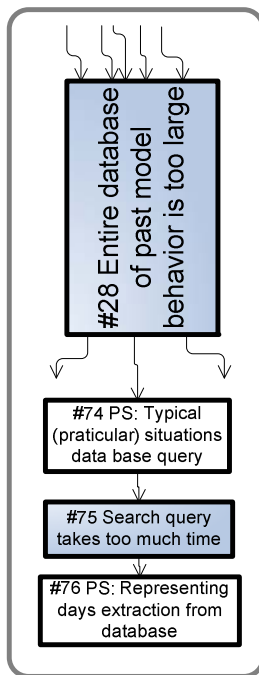 #28 Entire database
of past model
behavior is too large
#74 PS: Typical
(praticular) situations
data base query
#75 Search query
takes too much time
#76 PS: Representing
days extraction from
database